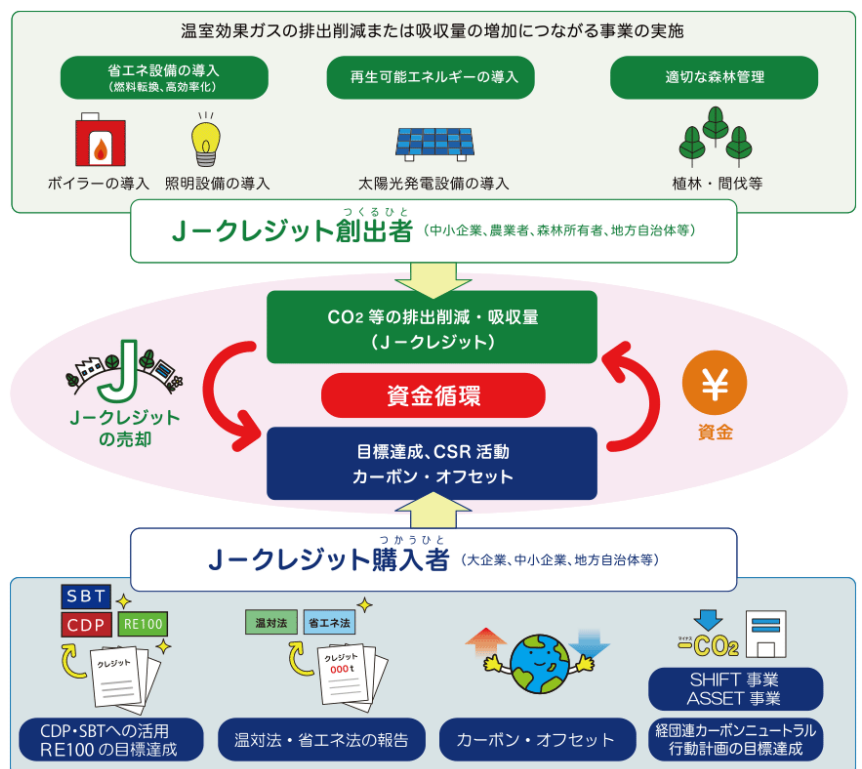 温室効果ガスの排出削減または吸収量の増加につながる事業の実施
省エネ設備の導入
（燃料転換、高効率化）
再生可能エネルギーの導入
適切な森林管理
ボイラーの導入
照明設備の導入
太陽光発電設備の導入
植林・間伐等
つくるひと
Jークレジット創出者（中小企業、農業者、森林所有者、地方自治体等）
CO2 等の排出削減・吸収量
（Jークレジット）
J
Jークレジット
の売却
資金循環
¥
資金
目標達成、CSR 活動
カーボン・オフセット
つかうひと
Jークレジット購入者（大企業、中小企業、地方自治体等）
SBT
CDP
RE100
クレジット
CDP・SBTへの活用
RE100 の目標達成
温対法
省エネ法
クレジット
000t
温対法・省エネ法の報告
カーボン・オフセット
マイナス
-CO2
SHIFT 事業
ASSET 事業
経団連カーボンニュートラル
行動計画の目標達成